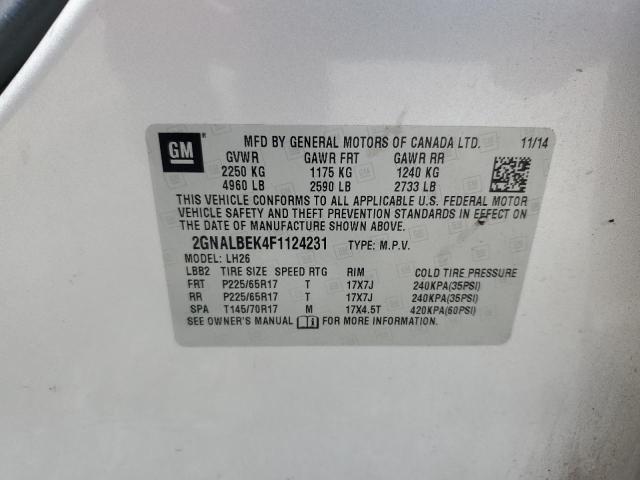 GM ® MFD BY GENERAL MOTORS OF CANADA LTD. 11/14
GVWR GAWR FRT GAWR RR
2250 KG 1175 KG 1240 KG
4960 LB 2590 LB 2733 LB
THIS VEHICLE CONFORMS TO ALL APPLICABLE U.S. FEDERAL MOTOR
VEHICLE SAFETY AND THEFT PREVENTION STANDARDS IN EFFECT ON
THE DATE OF MANUFACTURE SHOWN ABOVE.
2GNALBEK4F1124231 TYPE: M.P.V.
MODEL: LH26
LBB2 TIRE SIZE SPEED RTG RIM COLD TIRE PRESSURE
FRT P225/65R17 T 17X7J 240KPA(35PSI)
RR P225/65R17 T 17X7J 240KPA(35PSI)
SPA T145/70R17 M 17X4.5T 420KPA(60PSI)
SEE OWNER'S MANUAL FOR MORE INFORMATION